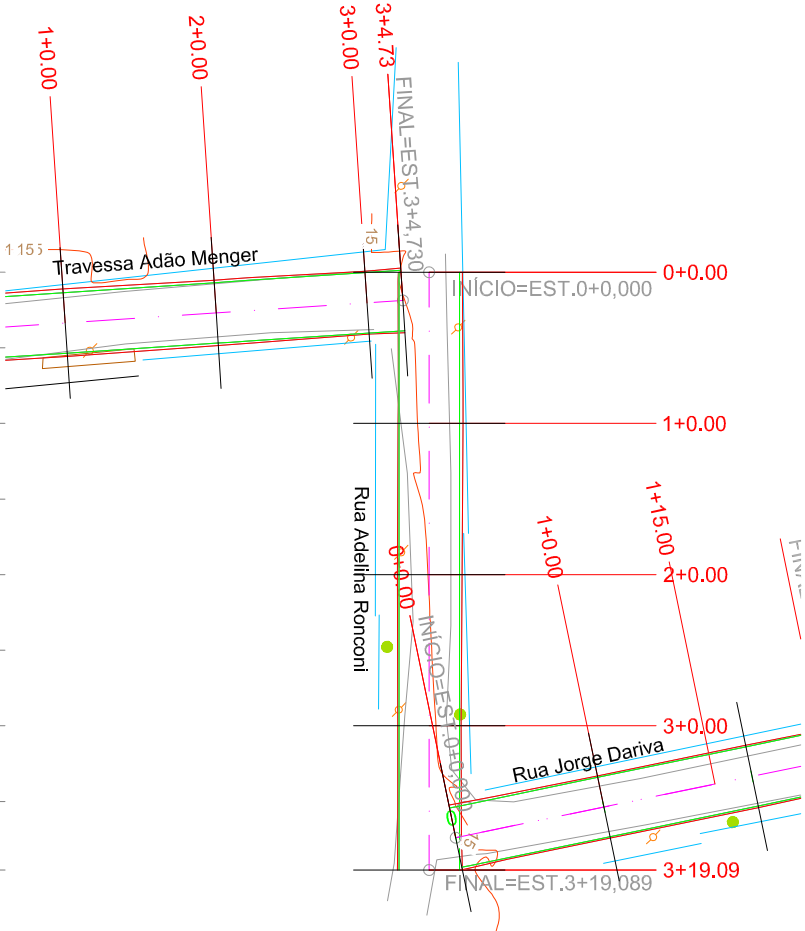 1+0.00
2+0.00
3+0.00
3+4.73
FINAL=EST.3+4,730
15
1155
Travessa Adão Menger
0+0.00
INÍCIO=EST.0+0,000
1+0.00
Rua Adeliha Ronconi
0+0.00
1+0.00
1+15.00
2+0.00
INÍCIO=EST.0+0,000
3+0.00
Rua Jorge Dariva
15
3+19.09
FINAL=EST.3+19,089